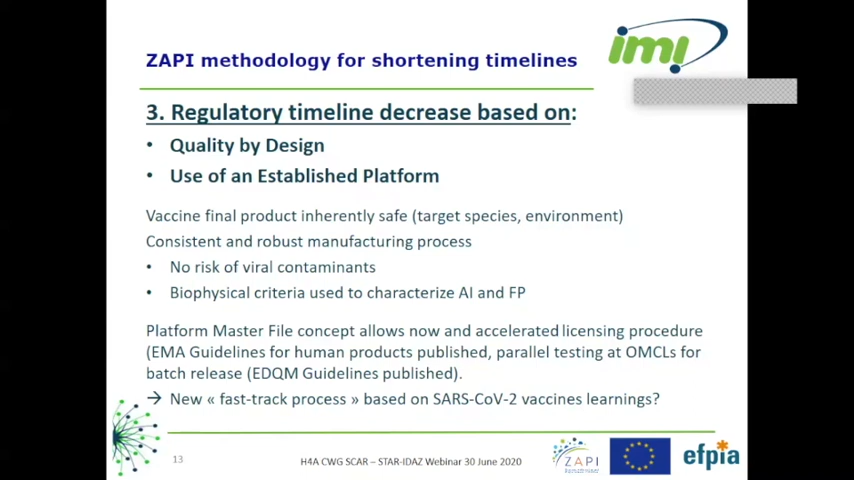 ZAPI methodology for shortening timelines
imi
3. Regulatory timeline decrease based on:
• Quality by Design
• Use of an Established Platform
Vaccine final product inherently safe (target species, environment)
Consistent and robust manufacturing process
• No risk of viral contaminants
• Biophysical criteria used to characterize AI and FP
Platform Master File concept allows now and accelerated licensing procedure
(EMA Guidelines for human products published, parallel testing at OMCLs for
batch release (EDQM Guidelines published).
→ New « fast-track process » based on SARS-CoV-2 vaccines learnings?
13
H4A CWG SCAR – STAR-IDAZ Webinar 30 June 2020
ZAPI
efpia